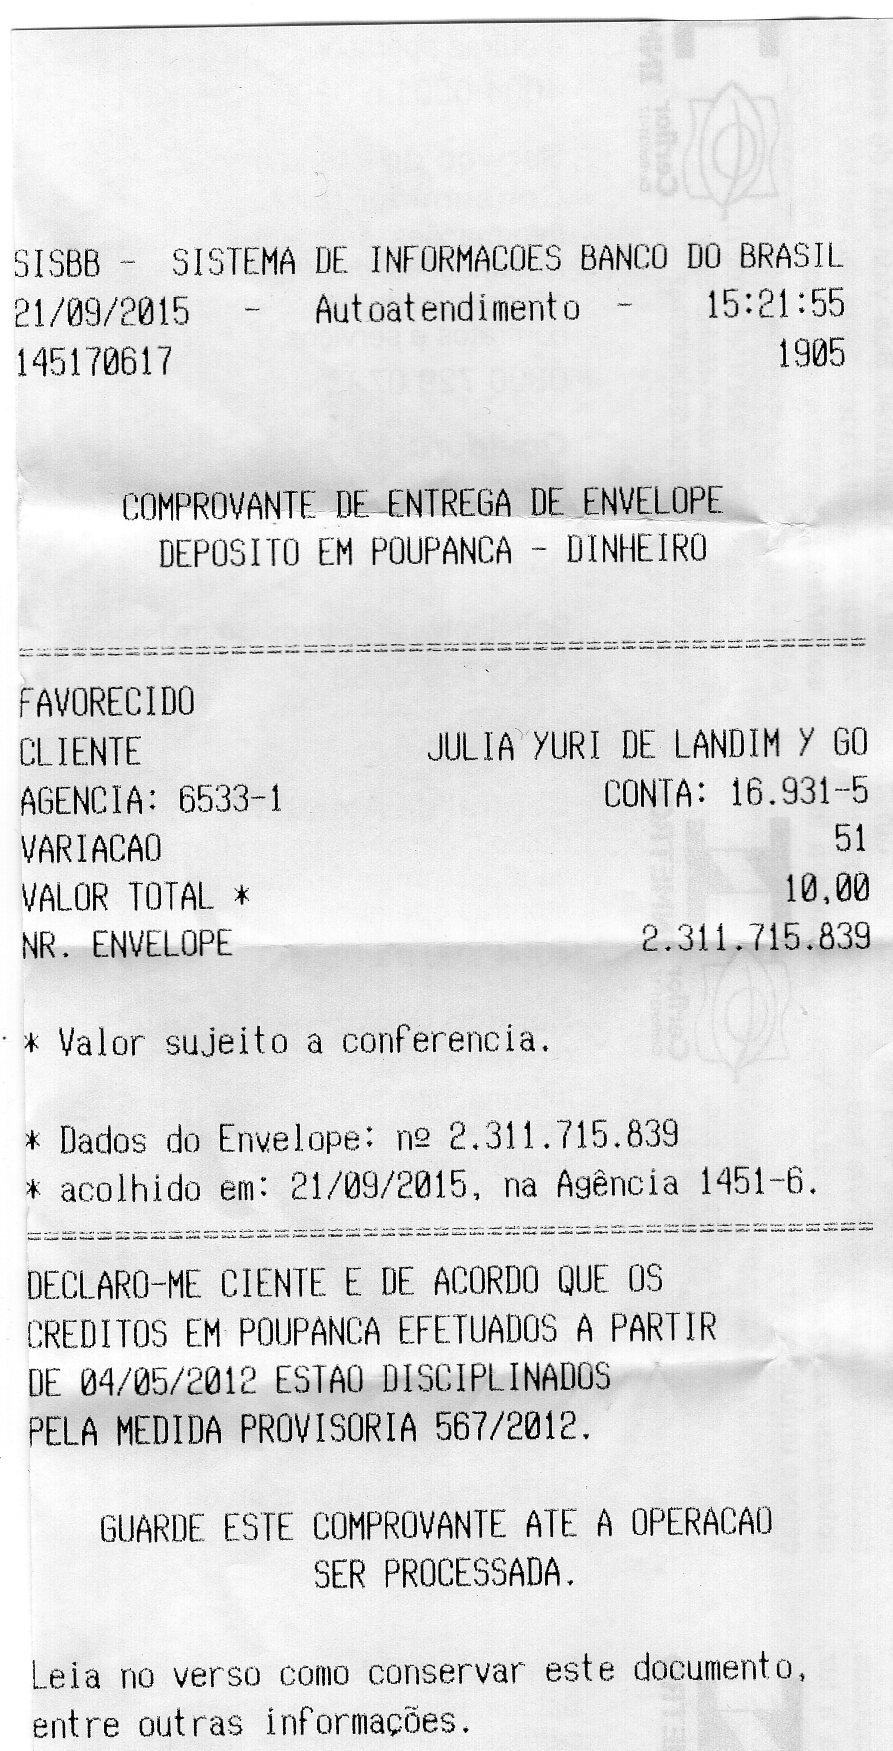 SISBB - SISTEMA DE INFORMACOES BANCO DO BRASIL
21/09/2015 - Autoatendimento - 15:21:55
145170617 1905
COMPROVANTE DE ENTREGA DE ENVELOPE
DEPOSITO EM POUPANCA - DINHEIRO
================================================
FAVORECIDO
CLIENTE JULIA YURI DE LANDIM Y GO
AGENCIA: 6533-1 CONTA: 16.931-5
VARIACAO 51
VALOR TOTAL * 10,00
NR. ENVELOPE 2.311.715.839
* Valor sujeito a conferencia.
* Dados do Envelope: nº 2.311.715.839
* acolhido em: 21/09/2015, na Agência 1451-6.
================================================
DECLARO-ME CIENTE E DE ACORDO QUE OS
CREDITOS EM POUPANCA EFETUADOS A PARTIR
DE 04/05/2012 ESTAO DISCIPLINADOS
PELA MEDIDA PROVISORIA 567/2012.
GUARDE ESTE COMPROVANTE ATE A OPERACAO
SER PROCESSADA.
Leia no verso como conservar este documento,
entre outras informações.